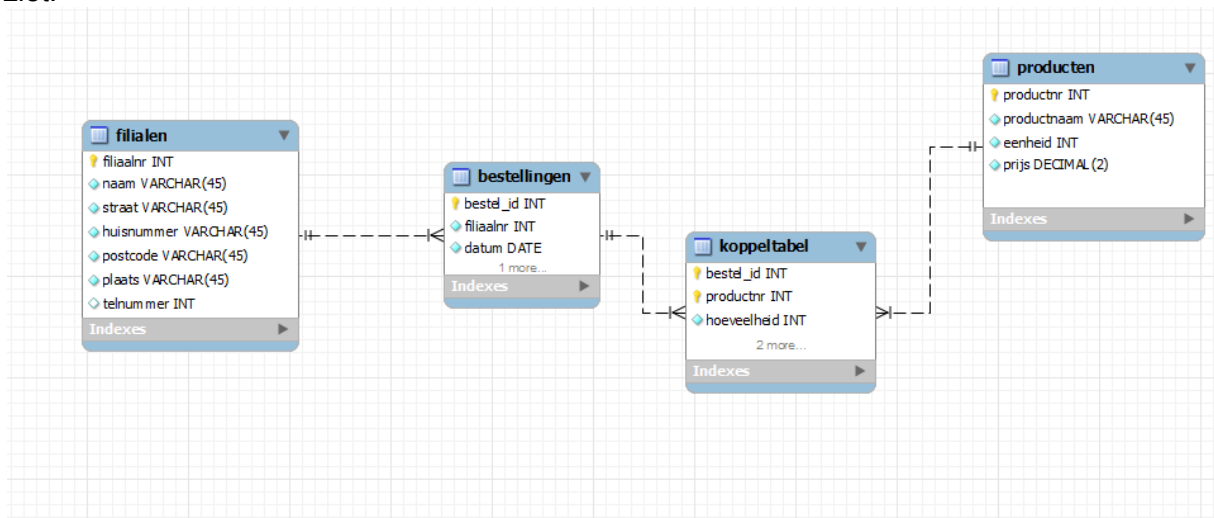 filialen
filiaalnr INT
naam VARCHAR(45)
straat VARCHAR(45)
huisnummer VARCHAR(45)
postcode VARCHAR(45)
plaats VARCHAR(45)
telnummer INT
Indexes
bestellingen
bestel_id INT
filiaalnr INT
datum DATE
1 more...
Indexes
koppeltabel
bestel_id INT
productnr INT
hoeveelheid INT
2 more...
Indexes
producten
productnr INT
productnaam VARCHAR(45)
eenheid INT
prijs DECIMAL(2)
Indexes